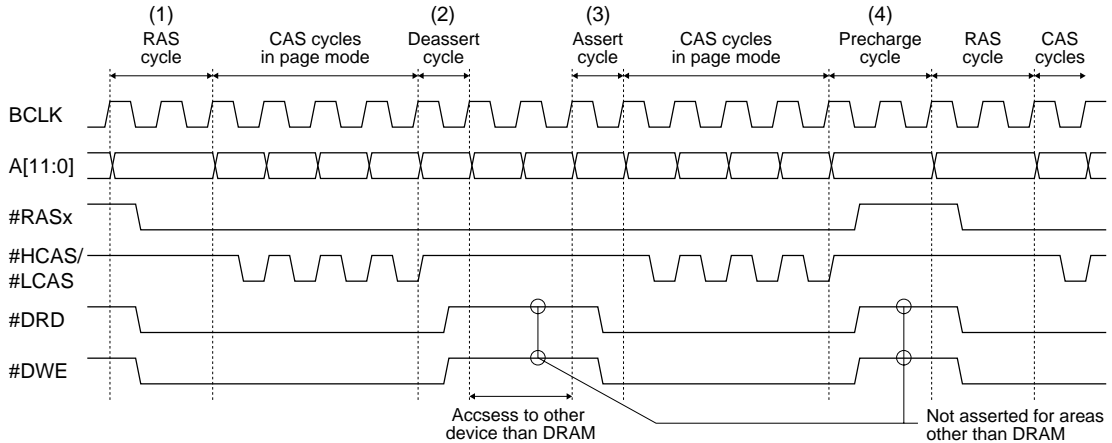 (1) (2) (3) (4)
RAS CAS cycles Deassert Assert CAS cycles Precharge RAS CAS
cycle in page mode cycle cycle in page mode cycle cycle cycles
BCLK
A[11:0]
#RASx
#HCAS/
#LCAS
#DRD
#DWE
Accsess to other
device than DRAM
Not asserted for areas
other than DRAM